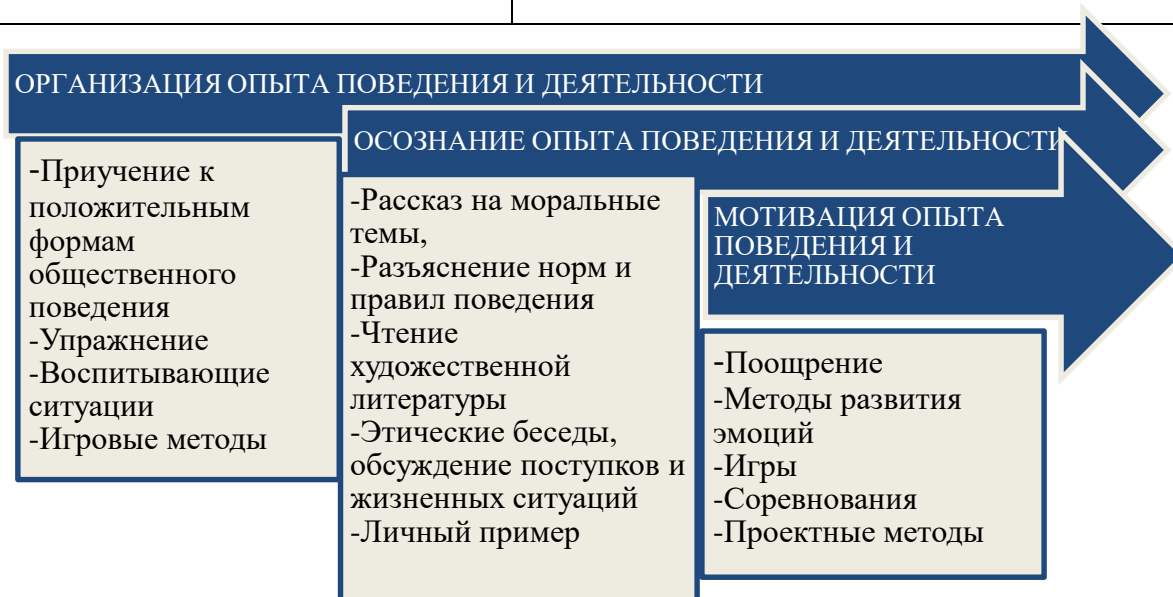 ОРГАНИЗАЦИЯ ОПЫТА ПОВЕДЕНИЯ И ДЕЯТЕЛЬНОСТИ
-Приучение к
положительным
формам
общественного
поведения
-Упражнение
-Воспитывающие
ситуации
-Игровые методы
ОСОЗНАНИЕ ОПЫТА ПОВЕДЕНИЯ И ДЕЯТЕЛЬНОСТИ
-Рассказ на моральные
темы,
-Разъяснение норм и
правил поведения
-Чтение
художественной
литературы
-Этические беседы,
обсуждение поступков и
жизненных ситуаций
-Личный пример
МОТИВАЦИЯ ОПЫТА
ПОВЕДЕНИЯ И
ДЕЯТЕЛЬНОСТИ
-Поощрение
-Методы развития
эмоций
-Игры
-Соревнования
-Проектные методы